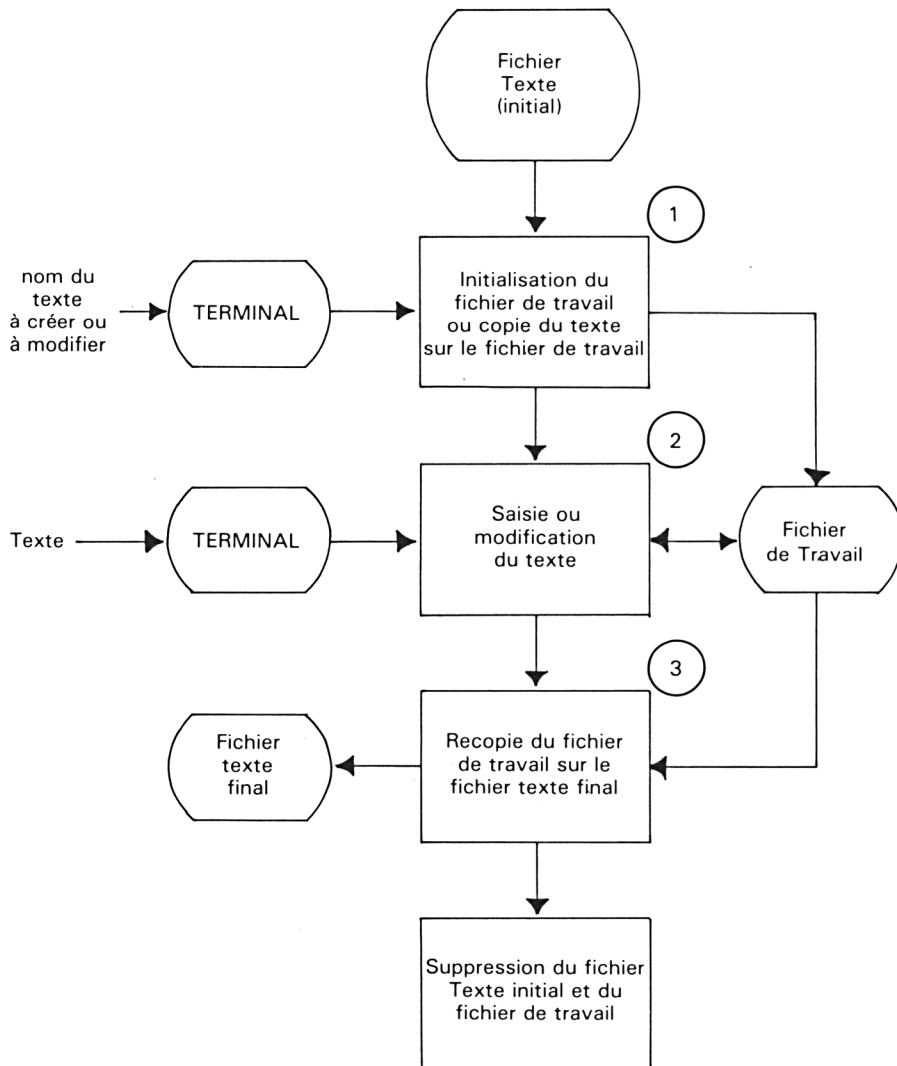 Fichier
Texte
(initial)
1
nom du
texte
à créer ou
à modifier
TERMINAL
Initialisation du
fichier de travail
ou copie du texte
sur le fichier de travail
2
Texte
TERMINAL
Saisie ou
modification
du texte
Fichier
de Travail
3
Fichier
texte
final
Recopie du fichier
de travail sur le
fichier texte final
Suppression du fichier
Texte initial et du
fichier de travail